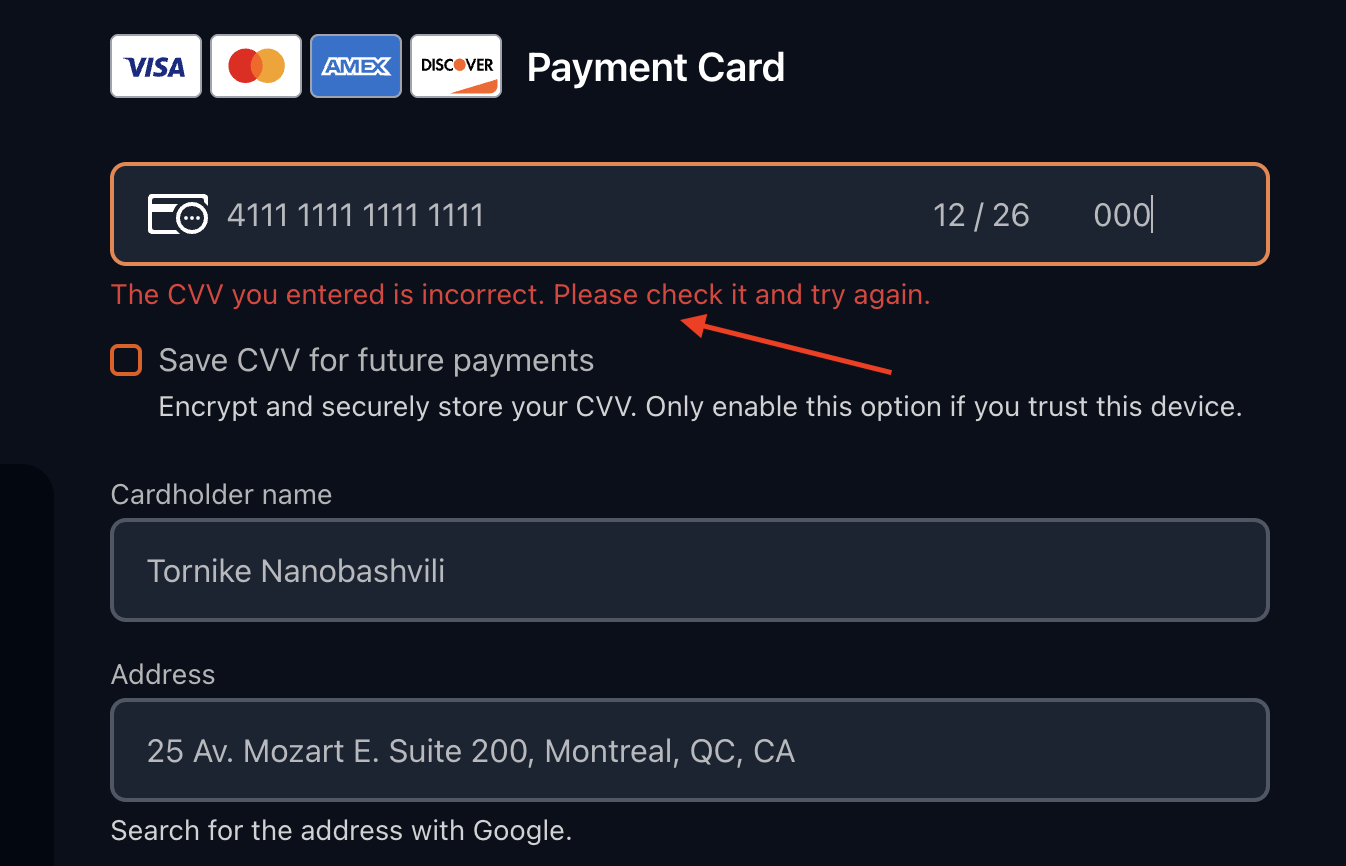 VISA AMEX DISCOVER Payment Card
4111 1111 1111 1111 12 / 26 000
The CVV you entered is incorrect. Please check it and try again.
Save CVV for future payments
Encrypt and securely store your CVV. Only enable this option if you trust this device.
Cardholder name
Tornike Nanobashvili
Address
25 Av. Mozart E. Suite 200, Montreal, QC, CA
Search for the address with Google.